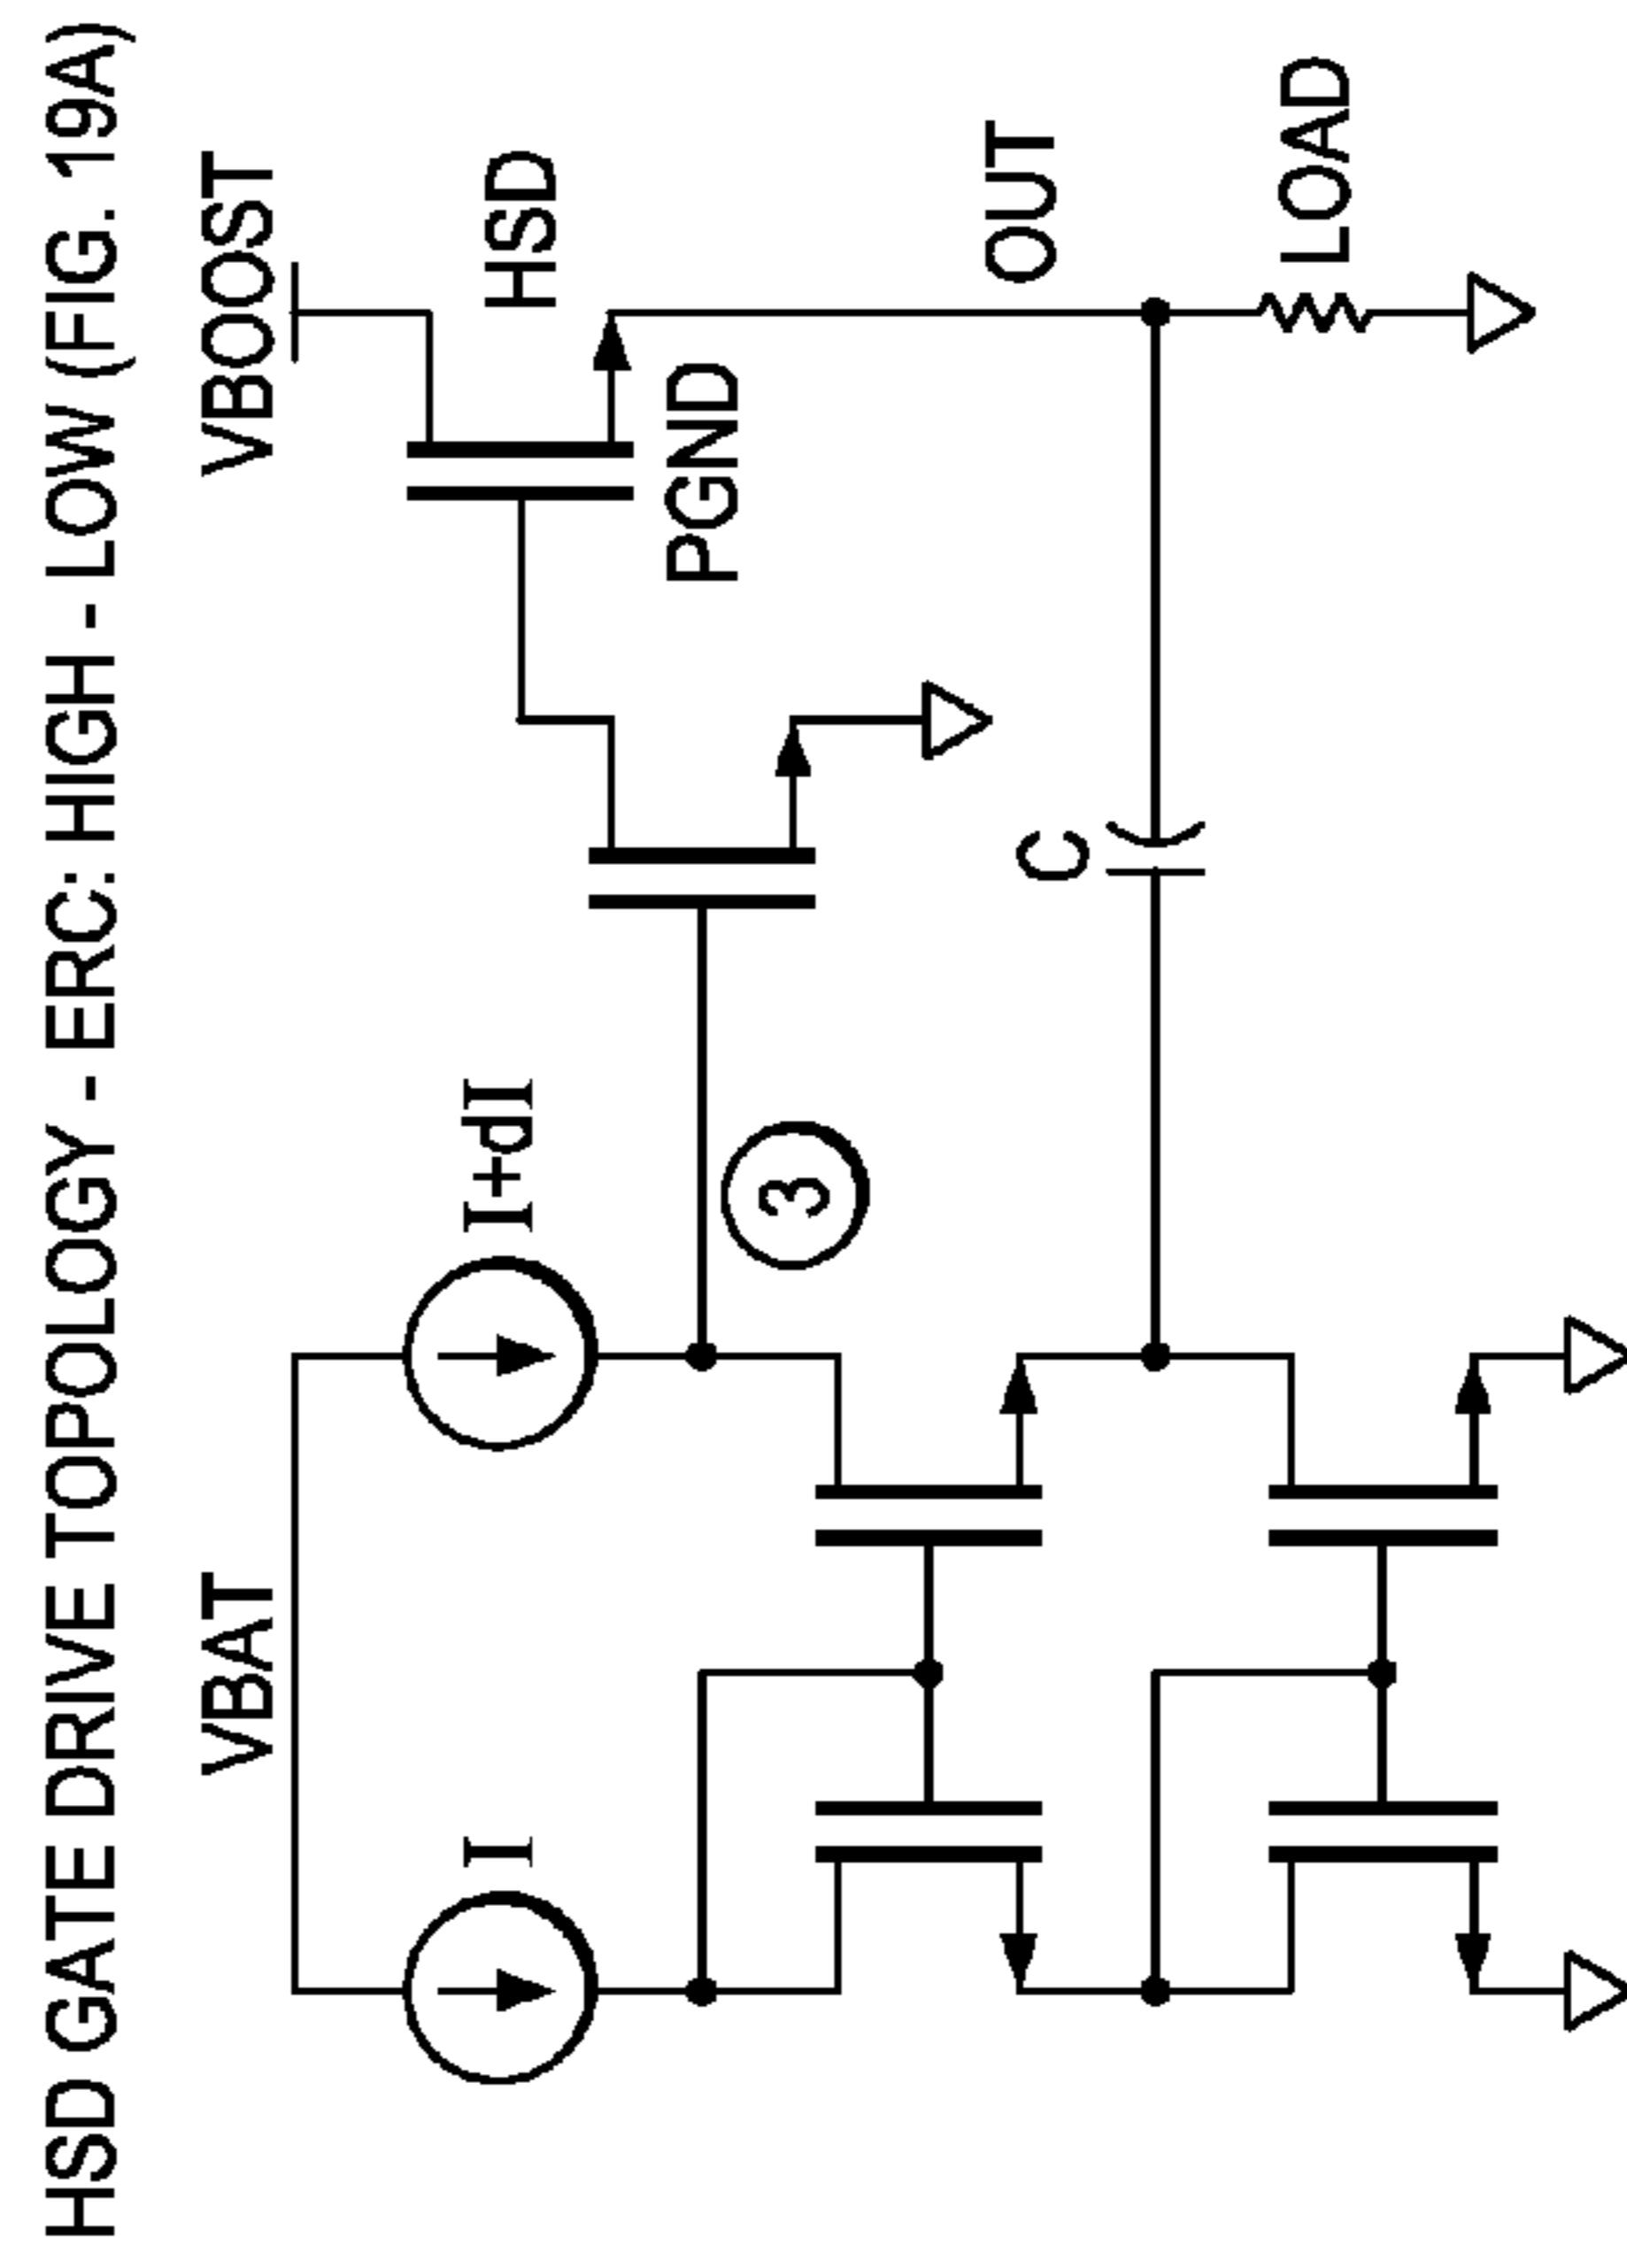 HSD GATE DRIVE TOPOLOGY - ERC: HIGH - LOW (FIG. 19A)
VBAT
VBOOST
I
I+dI
HSD
PGND
3
C
OUT
LOAD